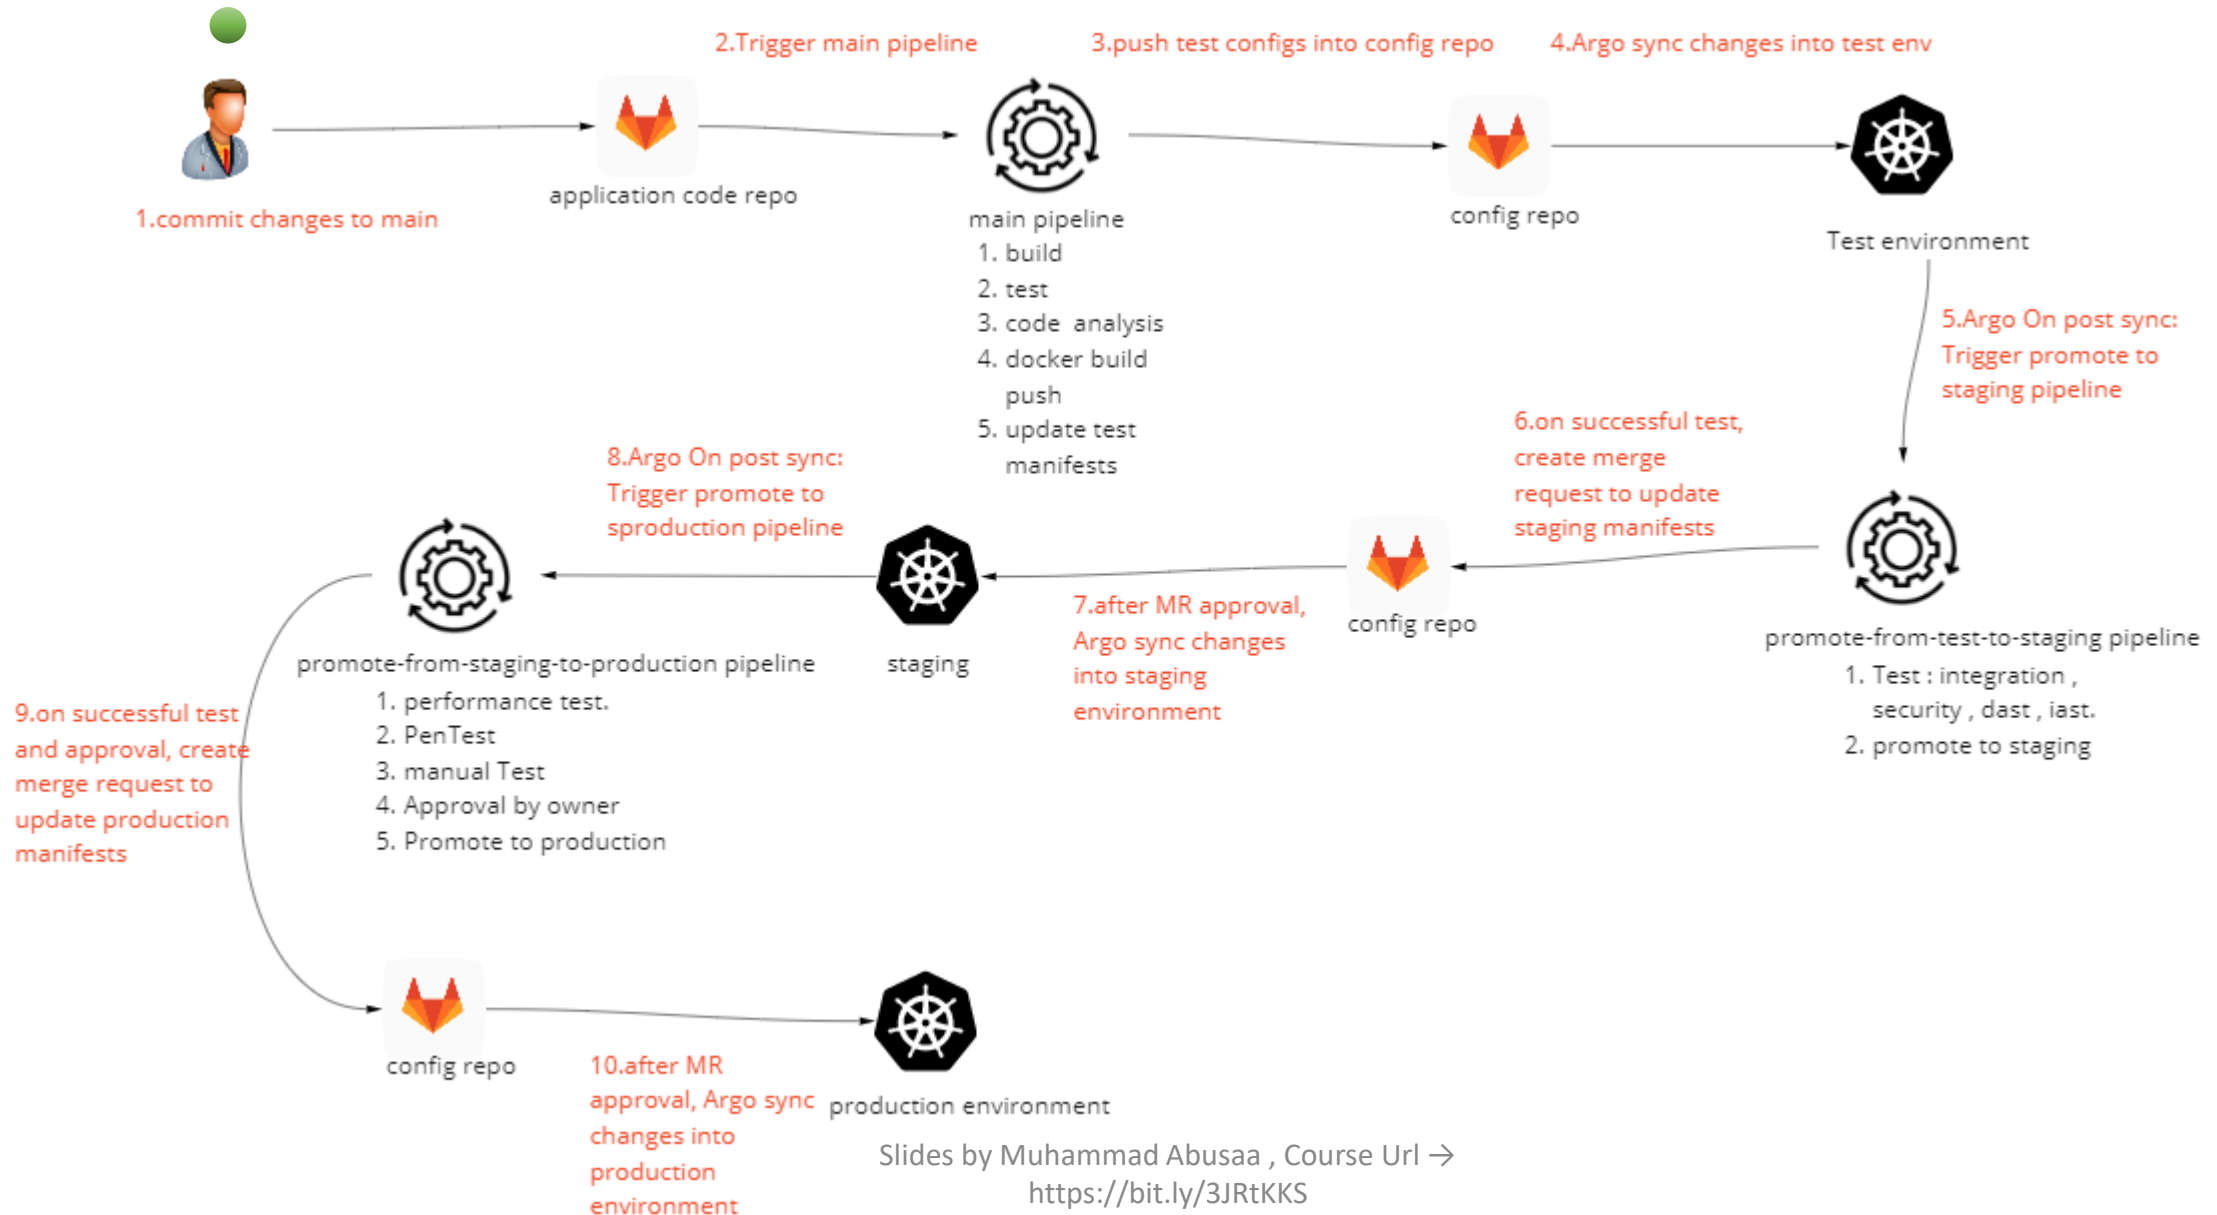 2.Trigger main pipeline
3.push test configs into config repo
4.Argo sync changes into test env
1.commit changes to main
application code repo
main pipeline
1. build
2. test
3. code analysis
4. docker build
push
5. update test
manifests
config repo
Test environment
5.Argo On post sync:
Trigger promote to
staging pipeline
6.on successful test,
create merge
request to update
staging manifests
promote-from-test-to-staging pipeline
1. Test : integration ,
security , dast , iast.
2. promote to staging
config repo
7.after MR approval,
Argo sync changes
into staging
environment
staging
8.Argo On post sync:
Trigger promote to
sproduction pipeline
promote-from-staging-to-production pipeline
1. performance test.
2. PenTest
3. manual Test
4. Approval by owner
5. Promote to production
9.on successful test
and approval, create
merge request to
update production
manifests
config repo
10.after MR
approval, Argo sync
changes into
production
environment
production environment
Slides by Muhammad Abusaa , Course Url →
https://bit.ly/3JRtKKS